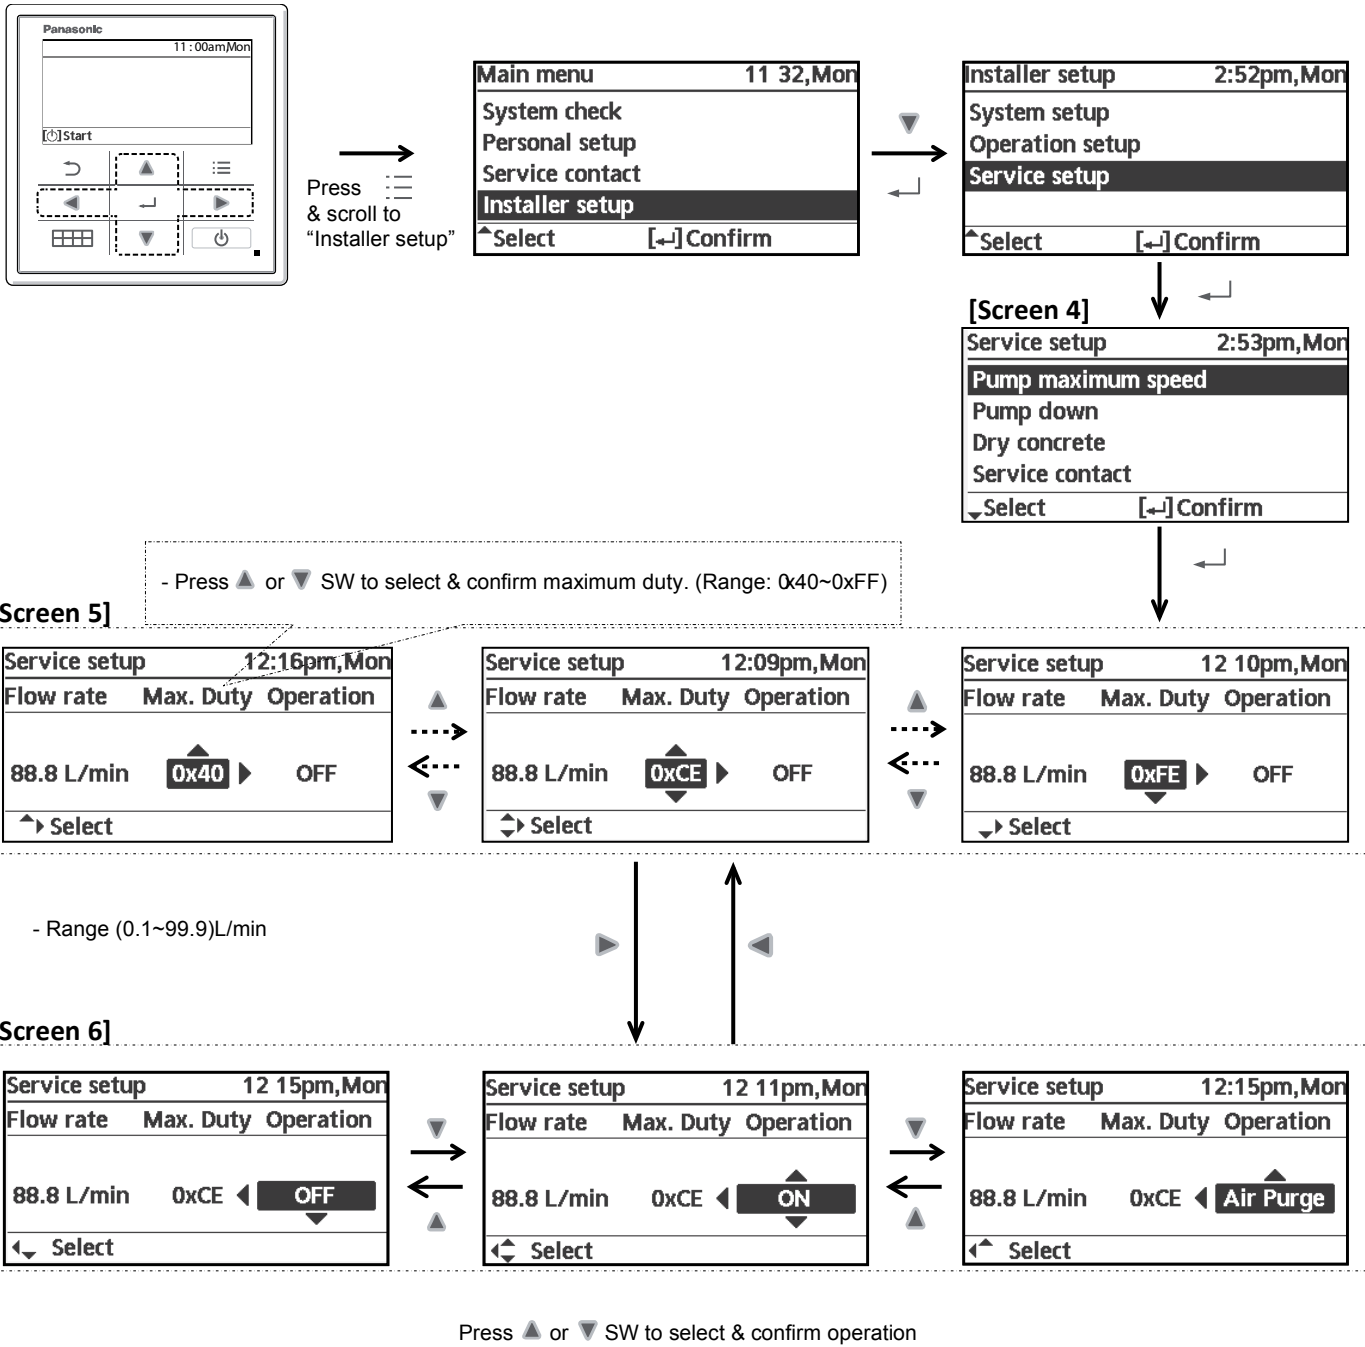 Panasonic
11:00am,Mon
[⏻]Start
Press
& scroll to
“Installer setup”
Main menu 11 32,Mon
System check
Personal setup
Service contact
Installer setup
Select [↵]Confirm
Installer setup 2:52pm,Mon
System setup
Operation setup
Service setup
Select [↵]Confirm
[Screen 4]
Service setup 2:53pm,Mon
Pump maximum speed
Pump down
Dry concrete
Service contact
Select [↵]Confirm
- Press ▲ or ▼ SW to select & confirm maximum duty. (Range: 0x40~0xFF)
Screen 5]
Service setup 12:16pm,Mon
Flow rate Max. Duty Operation
88.8 L/min 0x40 OFF
Select
Service setup 12:09pm,Mon
Flow rate Max. Duty Operation
88.8 L/min 0xCE OFF
Select
Service setup 12 10pm,Mon
Flow rate Max. Duty Operation
88.8 L/min 0xFE OFF
Select
- Range (0.1~99.9)L/min
Screen 6]
Service setup 12 15pm,Mon
Flow rate Max. Duty Operation
88.8 L/min 0xCE OFF
Select
Service setup 12 11pm,Mon
Flow rate Max. Duty Operation
88.8 L/min 0xCE ON
Select
Service setup 12:15pm,Mon
Flow rate Max. Duty Operation
88.8 L/min 0xCE Air Purge
Select
Press ▲ or ▼ SW to select & confirm operation